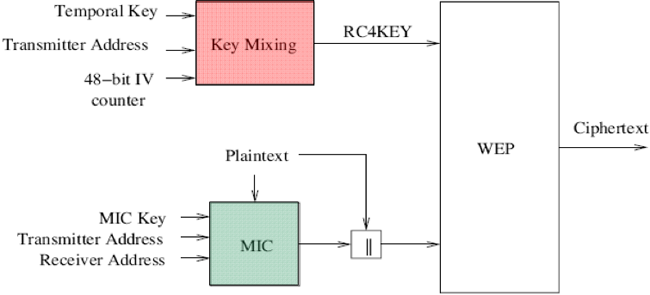 Temporal Key
Transmitter Address
48−bit IV
counter
Key Mixing
RC4KEY
WEP
Ciphertext
Plaintext
MIC Key
Transmitter Address
Receiver Address
MIC
||